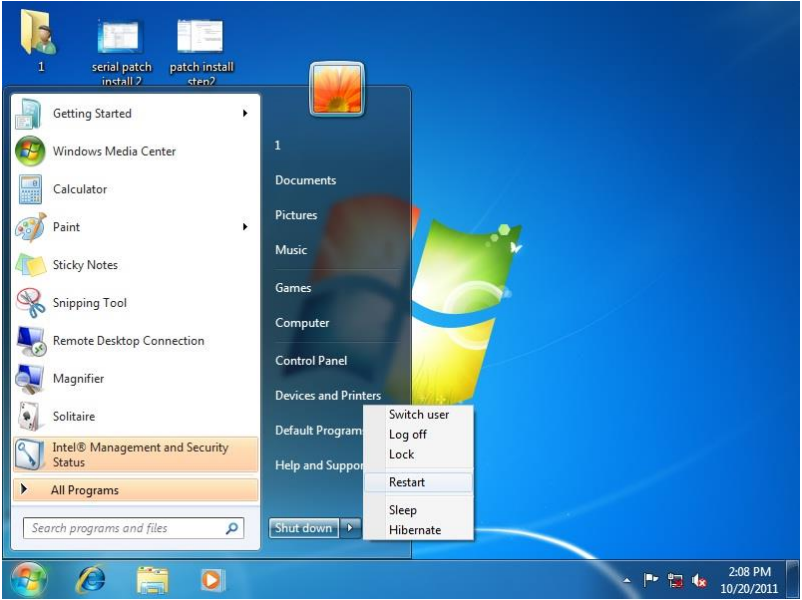 1
serial patch
install 2
patch install
step2
Getting Started
Windows Media Center
Calculator
Paint
Sticky Notes
Snipping Tool
Remote Desktop Connection
Magnifier
Solitaire
Intel® Management and Security
Status
All Programs
Search programs and files
1
Documents
Pictures
Music
Games
Computer
Control Panel
Devices and Printers
Default Program
Help and Suppor
Shut down
Switch user
Log off
Lock
Restart
Sleep
Hibernate
2:08 PM
10/20/2011